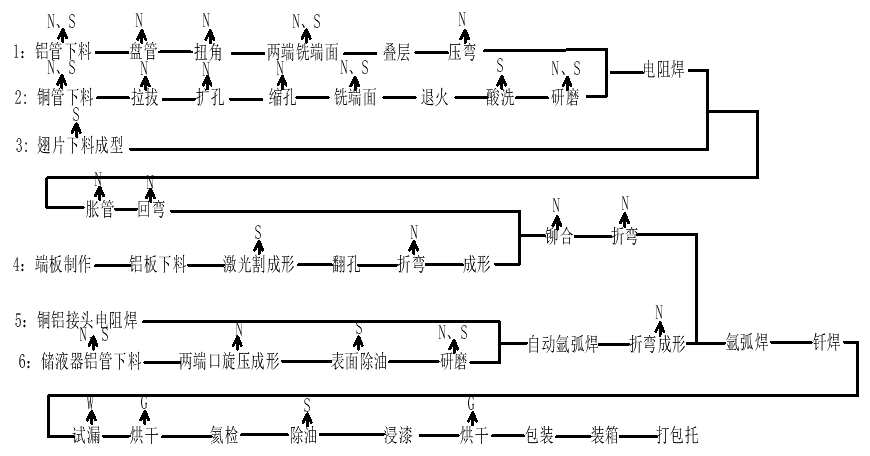 N、S N N N、S N
1: 铝管下料 盘管 扭角 两端铣端面 叠层 压弯
N、S N N N N、S S N、S
电阻焊
2: 铜管下料 拉拔 扩孔 缩孔 铣端面 退火 酸洗 研磨
S
3: 翅片下料成型
N N
胀管 回弯
N N
铆合 折弯
S N
4: 端板制作 铝板下料 激光割成形 翻孔 折弯 成形
5: 铜铝接头电阻焊
N、S N S N、S N
自动氩弧焊 折弯成形 氩弧焊 钎焊
6: 储液器铝管下料 两端口旋压成形 表面除油 研磨
W G S G
试漏 烘干 氦检 除油 浸漆 烘干 包装 装箱 打包托